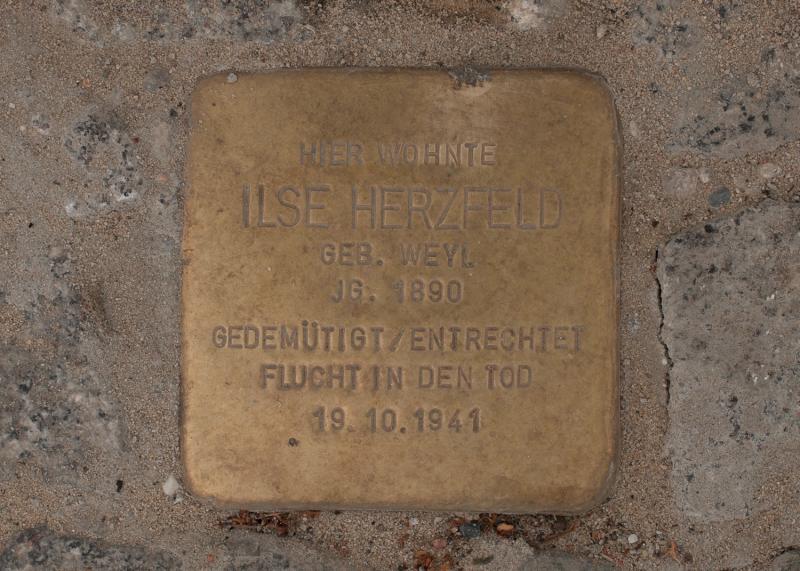 HIER WOHNTE
ILSE HERZFELD
GEB. WEYL
JG. 1890
GEDEMÜTIGT/ENTRECHTET
FLUCHT IN DEN TOD
19.10.1941